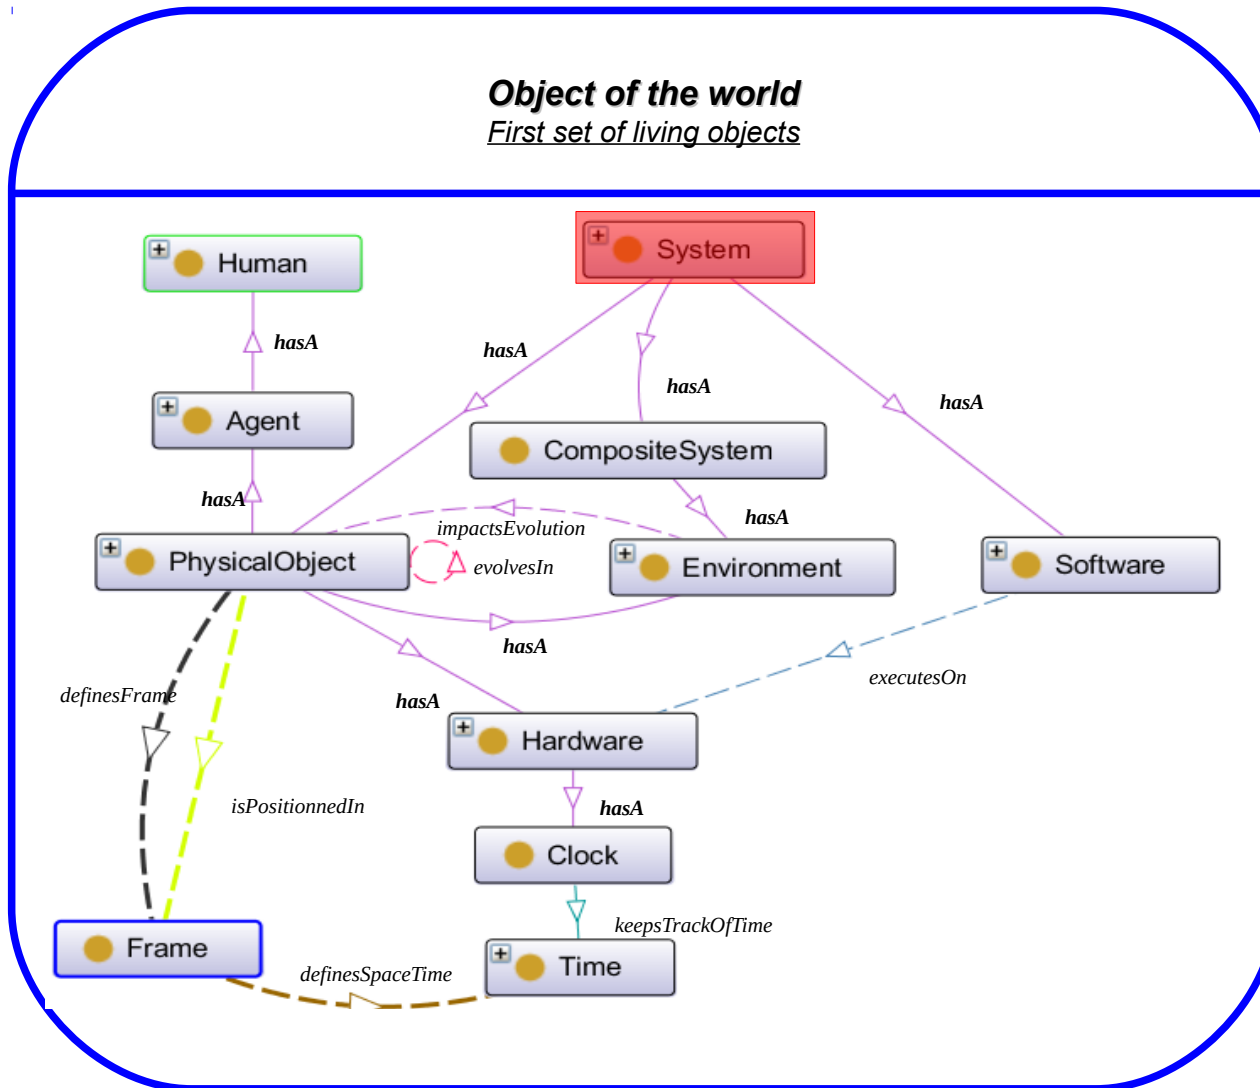 Object of the world
First set of living objects
Human
System
hasA
hasA
hasA
hasA
Agent
CompositeSystem
hasA
hasA
impactsEvolution
PhysicalObject
evolvesIn
Environment
Software
hasA
executesOn
definesFrame
hasA
Hardware
isPositionnedIn
hasA
Clock
keepsTrackOfTime
Frame
definesSpaceTime
Time